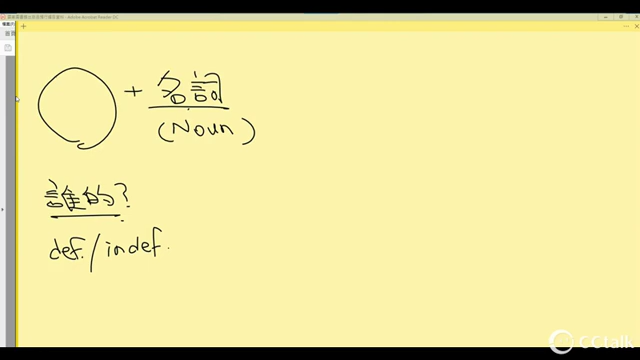 + 名詞
(Noun)
誰的?
def./indef.
CCtalk